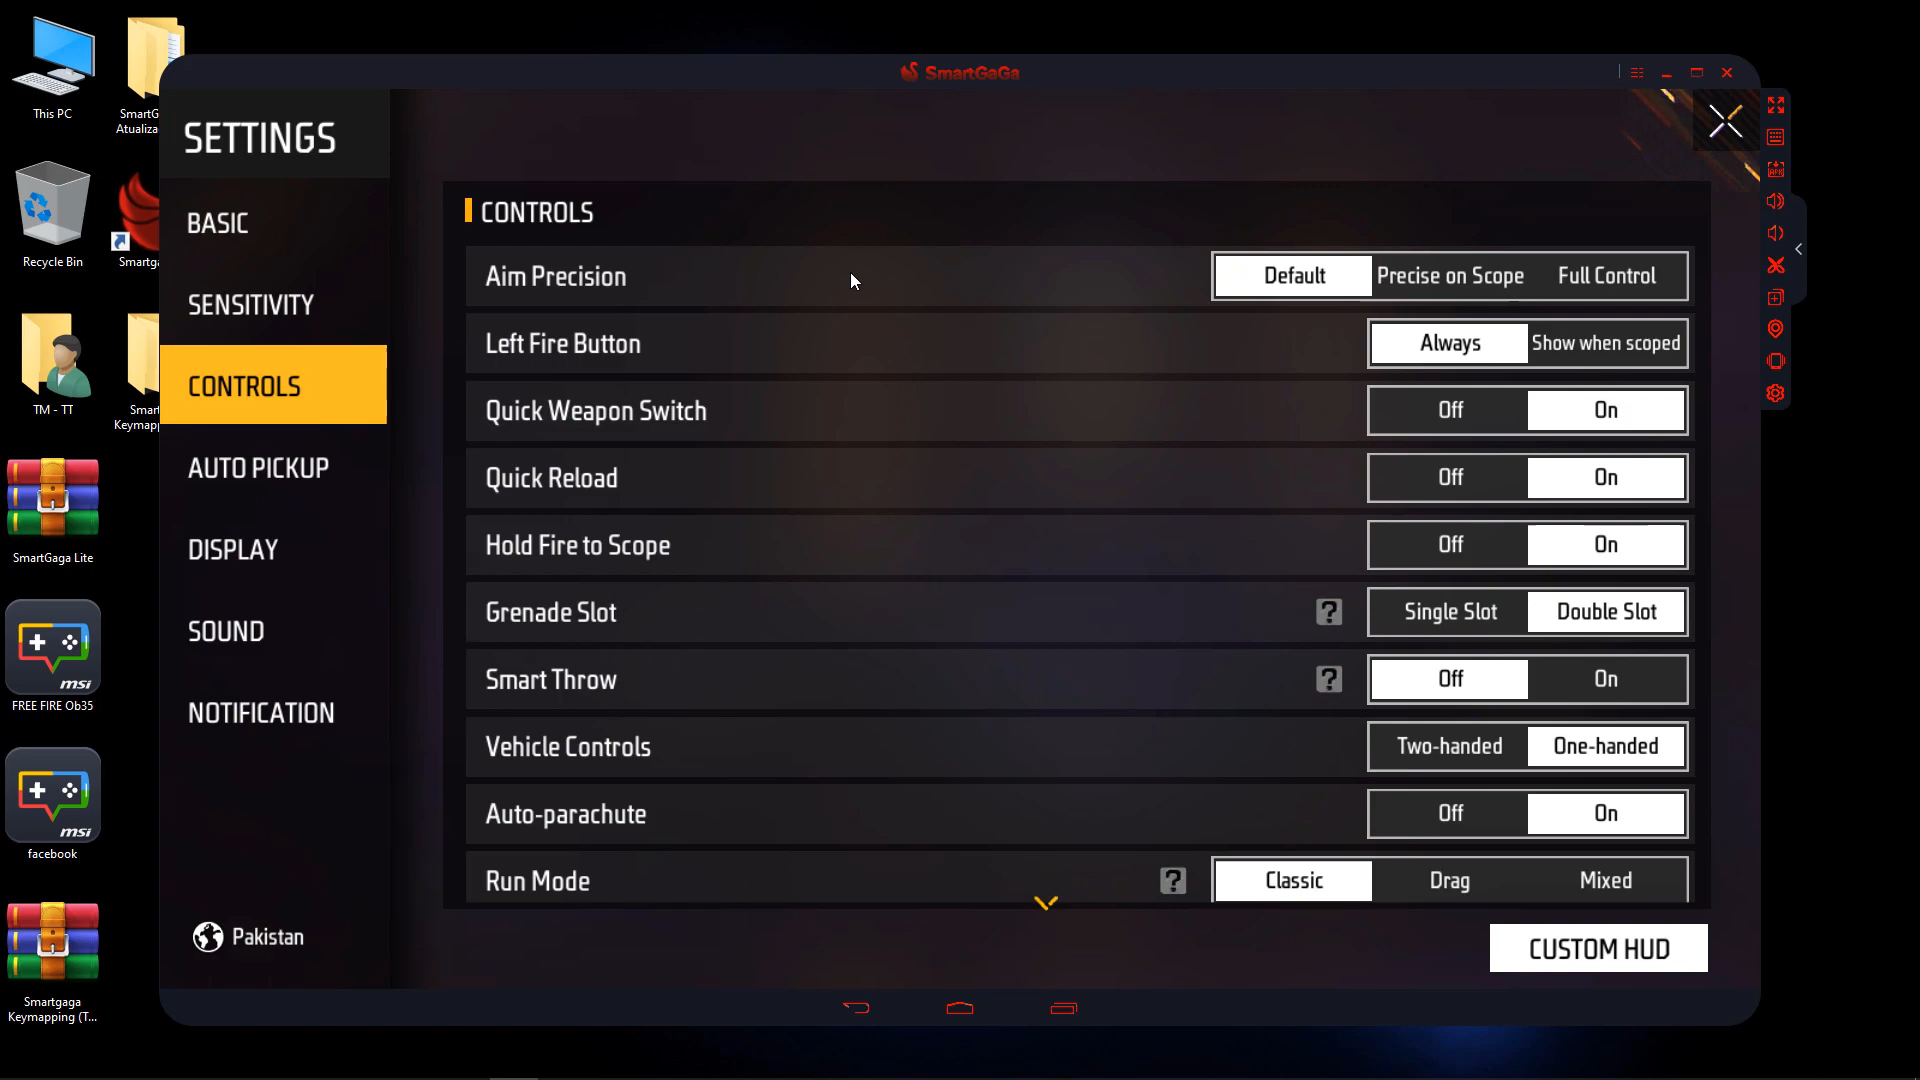 SmartGaGa
This PC
SmartG
Atualiza
Recycle Bin
Smartga
TM - TT
Smart
Keymapp
SmartGaga Lite
msi
FREE FIRE Ob35
msi
facebook
Smartgaga
Keymapping (T...
SETTINGS
BASIC
SENSITIVITY
CONTROLS
AUTO PICKUP
DISPLAY
SOUND
NOTIFICATION
Pakistan
CONTROLS
Aim Precision Default Precise on Scope Full Control
Left Fire Button Always Show when scoped
Quick Weapon Switch Off On
Quick Reload Off On
Hold Fire to Scope Off On
Grenade Slot ? Single Slot Double Slot
Smart Throw ? Off On
Vehicle Controls Two-handed One-handed
Auto-parachute Off On
Run Mode ? Classic Drag Mixed
CUSTOM HUD
APK